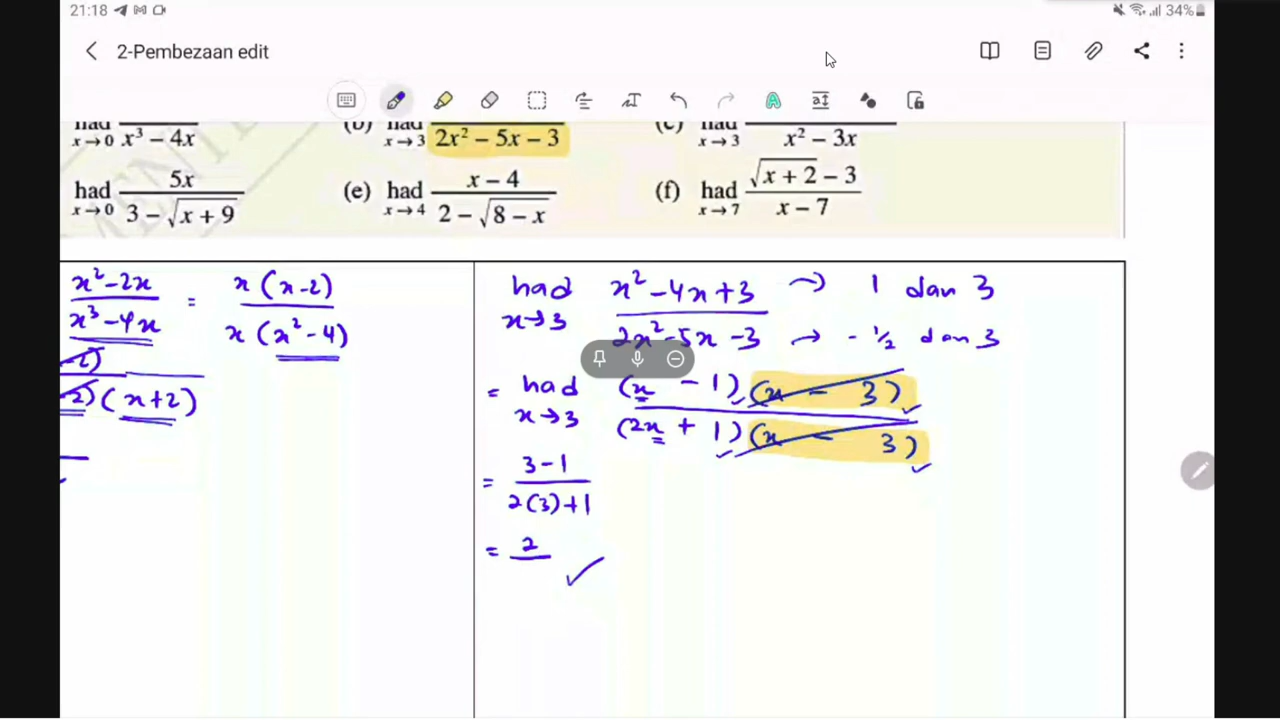 21:18 34%
2-Pembezaan edit
had x→0 x³ − 4x (b) had x→3 2x² − 5x − 3 (c) had x→3 x² − 3x
had x→0 5x / 3 − √x + 9 (e) had x→4 x − 4 / 2 − √8 − x (f) had x→7 √x + 2 − 3 / x − 7
x² − 2x / x³ − 4x = x (x − 2) / x (x² − 4)
(x + 2)
had x→3 x² − 4x + 3 / 2x² − 5x − 3
→ 1 dan 3
→ − ½ dan 3
= had x→3 (x − 1) (x − 3) / (2x + 1) (x − 3)
= 3 − 1 / 2(3) + 1
= 2